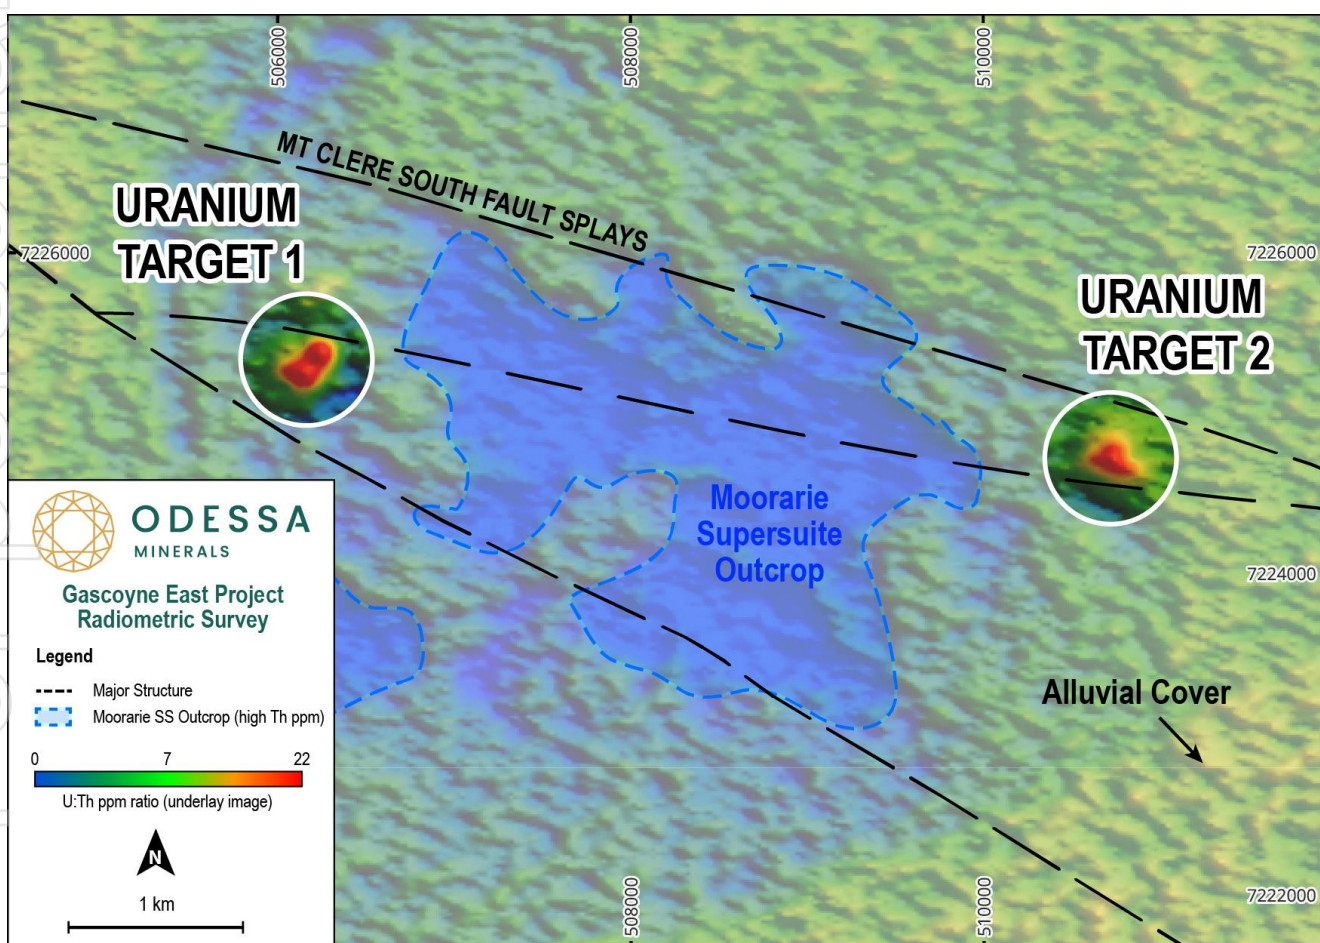 506000
508000
510000
MT CLERE SOUTH FAULT SPLAYS
URANIUM
TARGET 1
7226000
7226000
URANIUM
TARGET 2
Moorarie
Supersuite
Outcrop
7224000
Alluvial Cover
508000
510000
7222000
ODESSA
MINERALS
Gascoyne East Project
Radiometric Survey
Legend
Major Structure
Moorarie SS Outcrop (high Th ppm)
0 7 22
U:Th ppm ratio (underlay image)
N
1 km